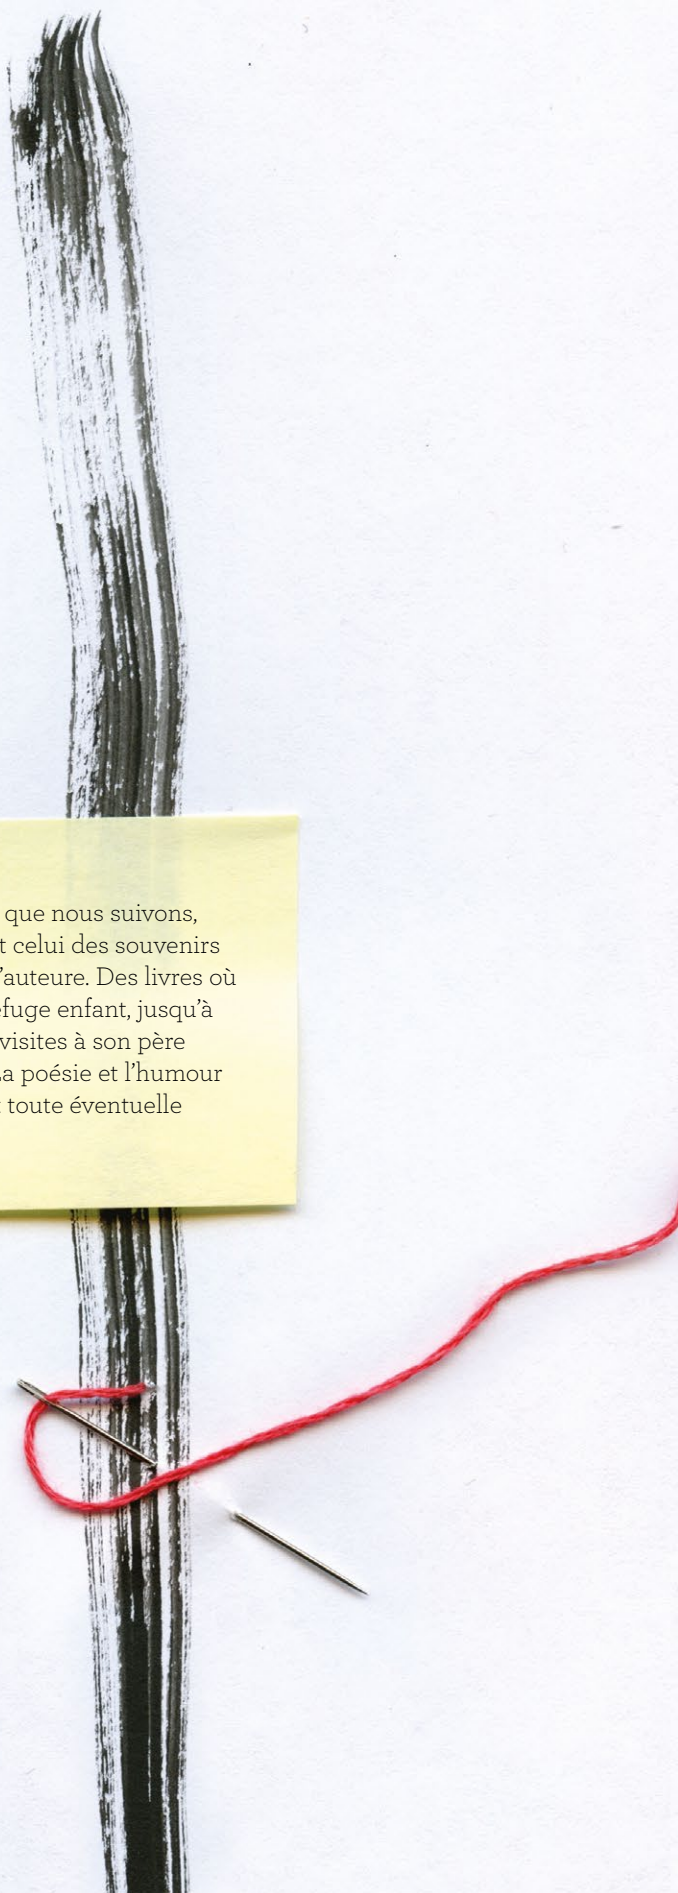 que nous suivons,
t celui des souvenirs
'auteure. Des livres où
efuge enfant, jusqu'à
visites à son père
La poésie et l'humour
t toute éventuelle